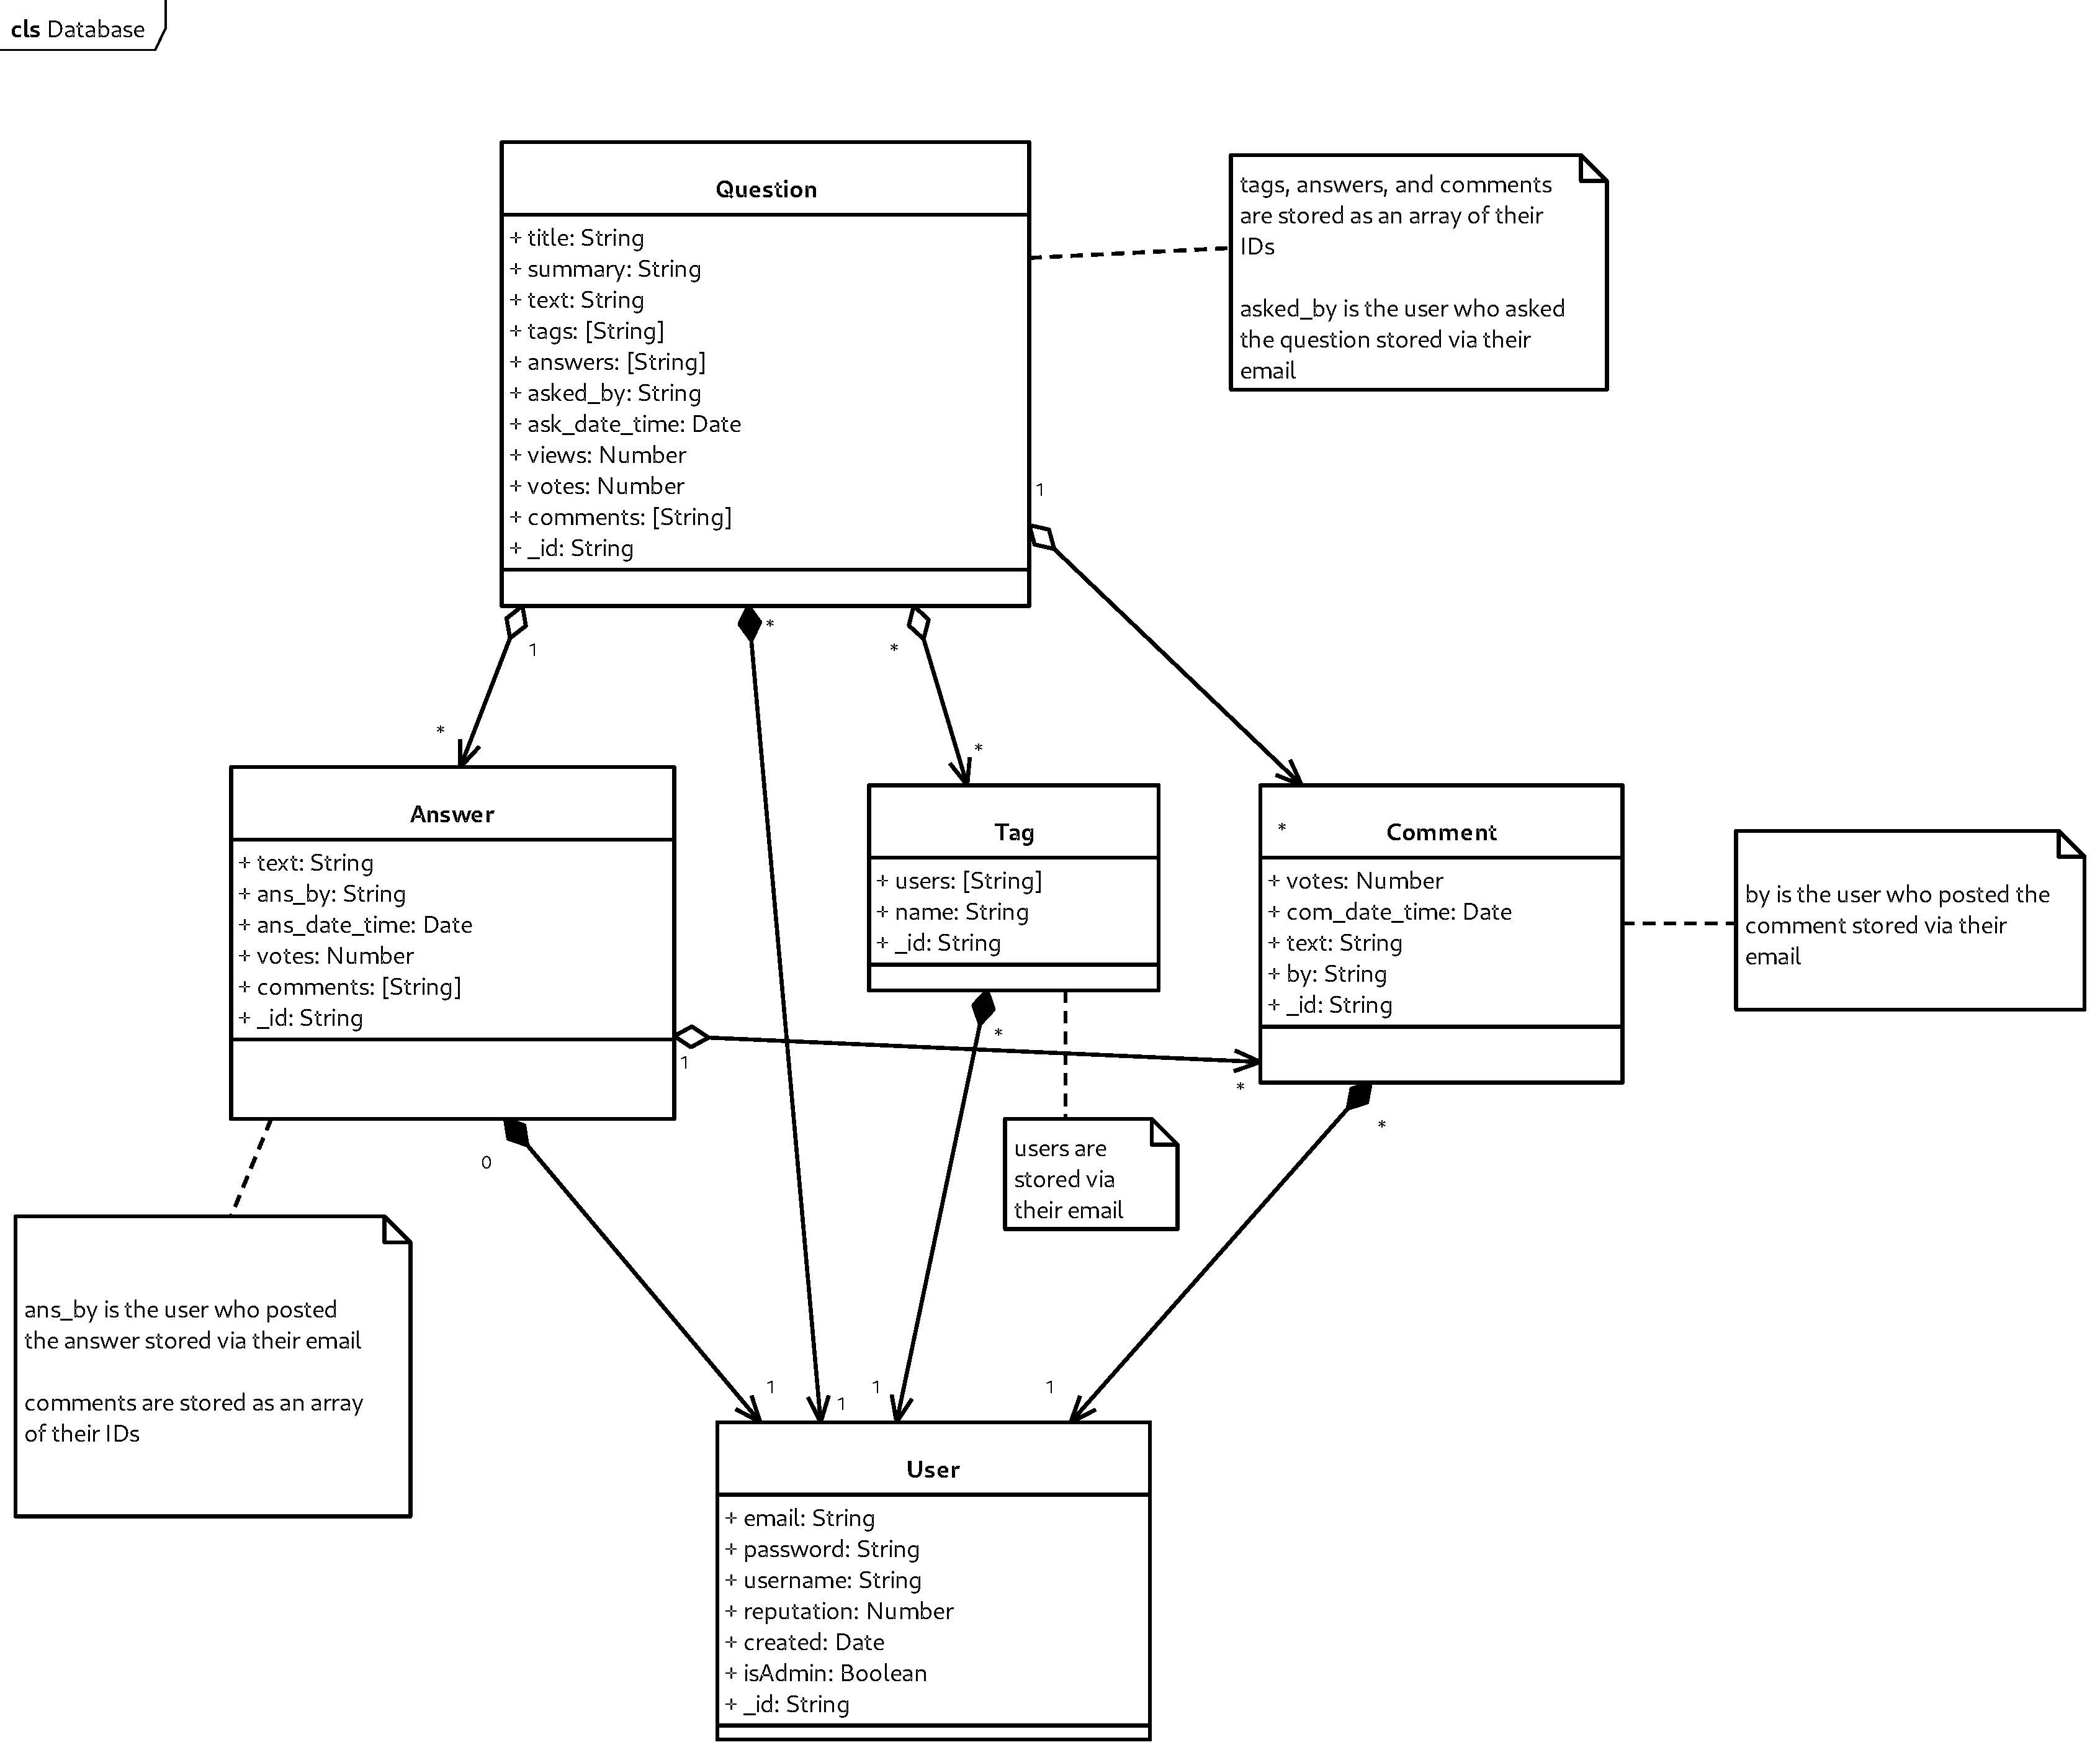 cls Database
Question
+ title: String
+ summary: String
+ text: String
+ tags: [String]
+ answers: [String]
+ asked_by: String
+ ask_date_time: Date
+ views: Number
+ votes: Number
+ comments: [String]
+ _id: String
tags, answers, and comments
are stored as an array of their
IDs
asked_by is the user who asked
the question stored via their
email
1
1
*
*
*
*
*
Answer
+ text: String
+ ans_by: String
+ ans_date_time: Date
+ votes: Number
+ comments: [String]
+ _id: String
Tag
+ users: [String]
+ name: String
+ _id: String
*
Comment
+ votes: Number
+ com_date_time: Date
+ text: String
+ by: String
+ _id: String
by is the user who posted the
comment stored via their
email
1
*
*
0
*
users are
stored via
their email
ans_by is the user who posted
the answer stored via their email
comments are stored as an array
of their IDs
1
1
1
1
User
+ email: String
+ password: String
+ username: String
+ reputation: Number
+ created: Date
+ isAdmin: Boolean
+ _id: String